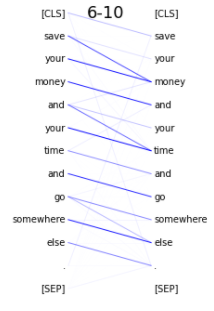 6-10
[CLS] [CLS]
save save
your your
money money
and and
your your
time time
and and
go go
somewhere somewhere
else else
. .
[SEP] [SEP]